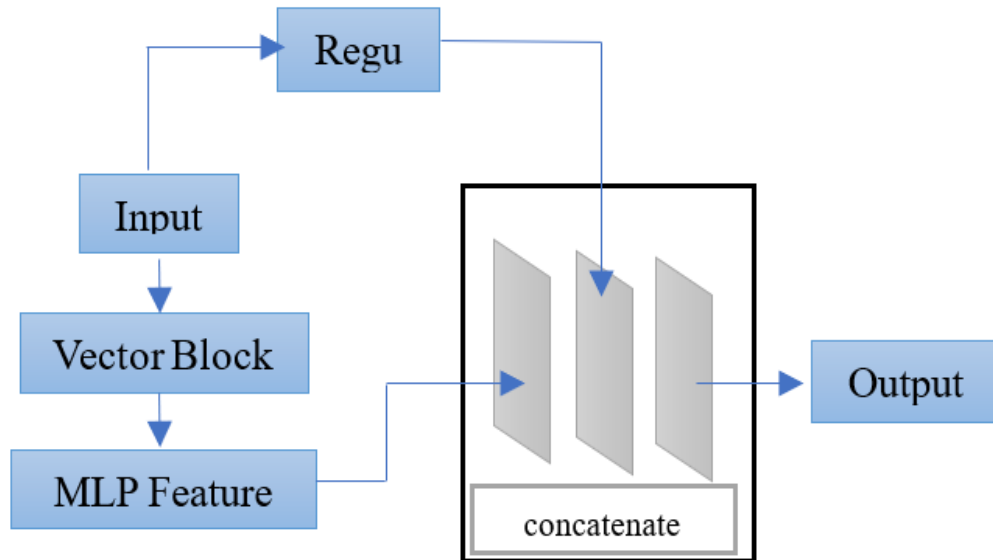 Regu
Input
Vector Block
MLP Feature
concatenate
Output